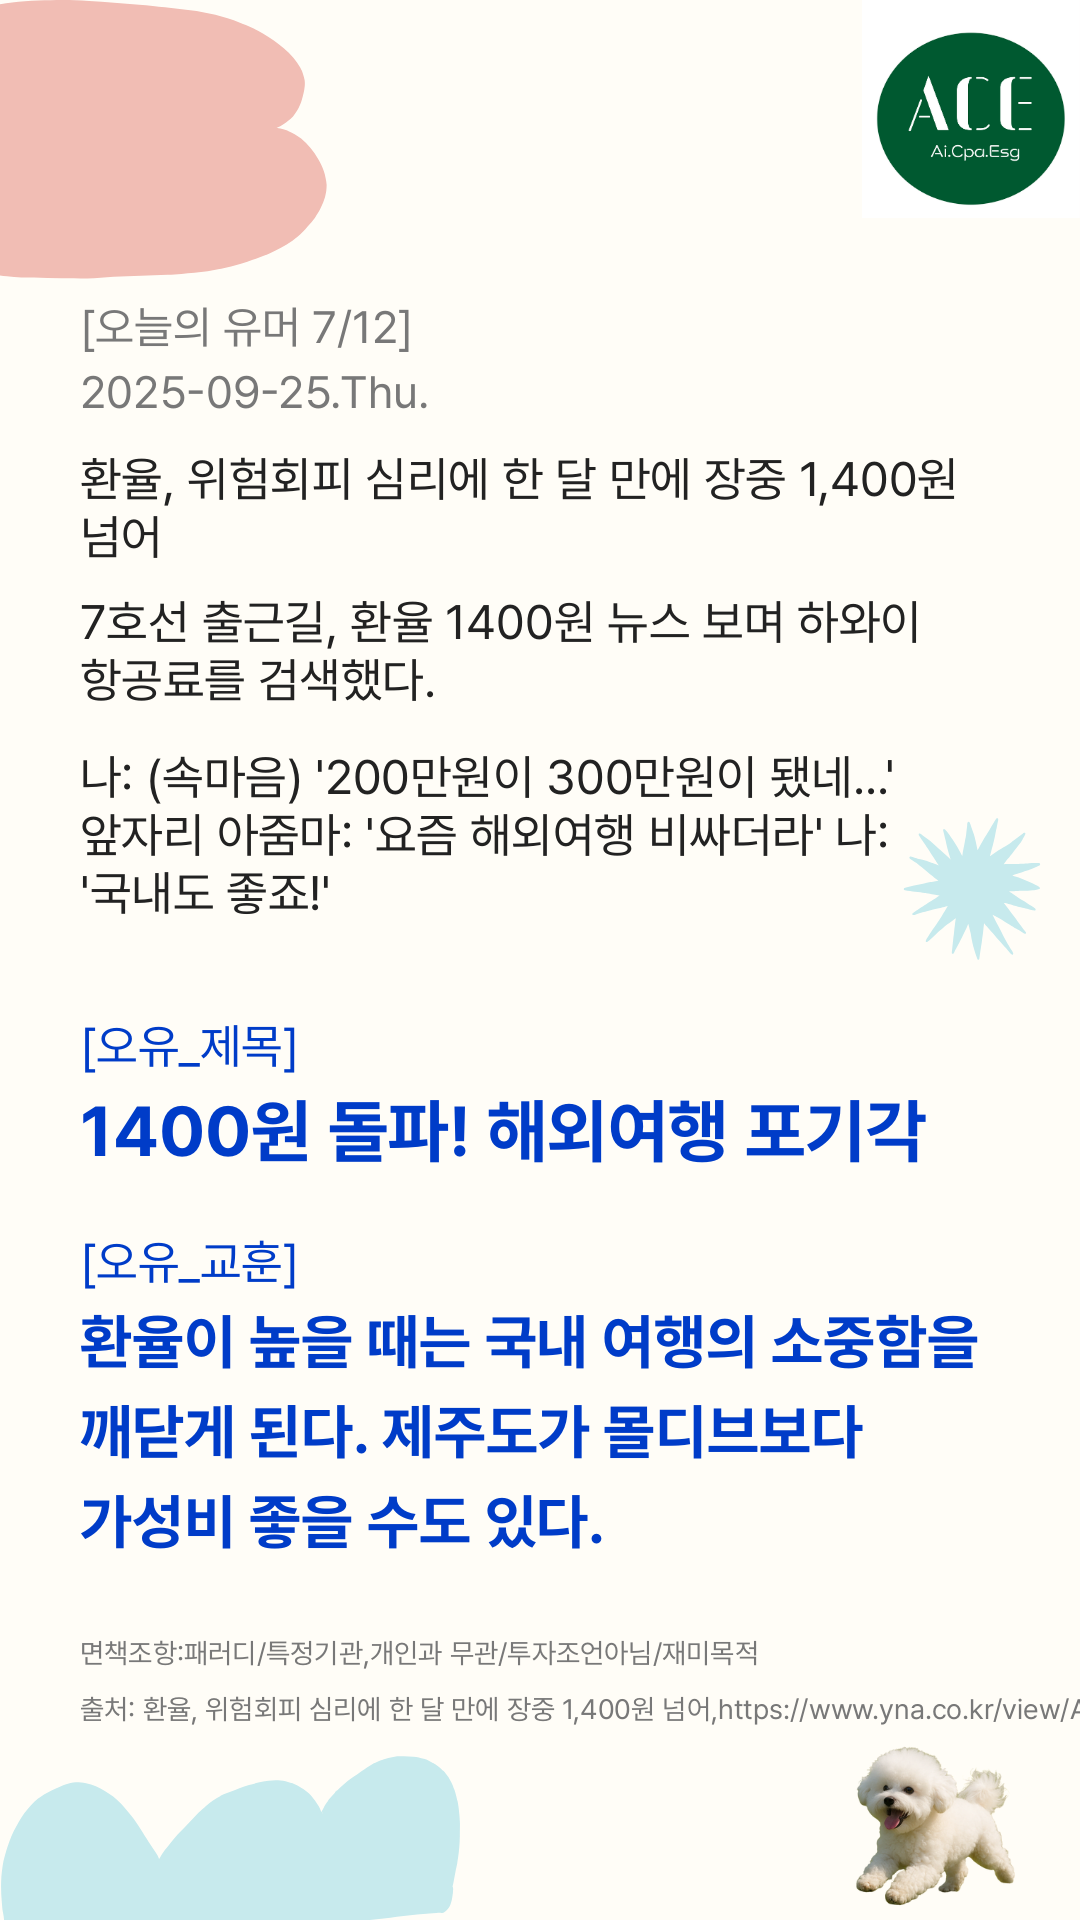 ACE
Ai.Cpa.Esg
[오늘의 유머 7/12]
2025-09-25.Thu.
환율, 위험회피 심리에 한 달 만에 장중 1,400원
넘어
7호선 출근길, 환율 1400원 뉴스 보며 하와이
항공료를 검색했다.
나: (속마음) '200만원이 300만원이 됐네...'
앞자리 아줌마: '요즘 해외여행 비싸더라' 나:
'국내도 좋죠!'
[오유_제목]
1400원 돌파! 해외여행 포기각
[오유_교훈]
환율이 높을 때는 국내 여행의 소중함을
깨닫게 된다. 제주도가 몰디브보다
가성비 좋을 수도 있다.
면책조항:패러디/특정기관,개인과 무관/투자조언아님/재미목적
출처: 환율, 위험회피 심리에 한 달 만에 장중 1,400원 넘어,https://www.yna.co.kr/view/A